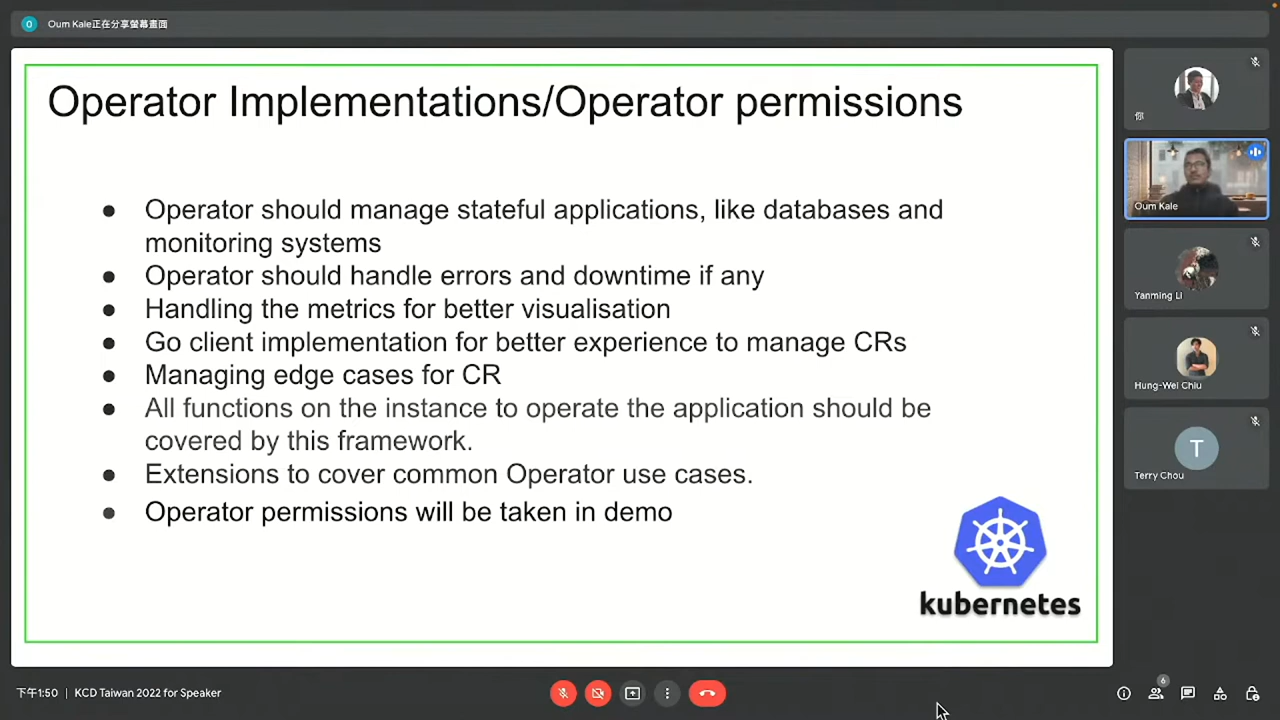 O
Oum Kale正在分享螢幕畫面
Operator Implementations/Operator permissions
● Operator should manage stateful applications, like databases and
monitoring systems
● Operator should handle errors and downtime if any
● Handling the metrics for better visualisation
● Go client implementation for better experience to manage CRs
● Managing edge cases for CR
● All functions on the instance to operate the application should be
covered by this framework.
● Extensions to cover common Operator use cases.
● Operator permissions will be taken in demo
kubernetes
你
Oum Kale
Yanming Li
Hung-Wei Chiu
T
Terry Chou
下午1:50 | KCD Taiwan 2022 for Speaker
6